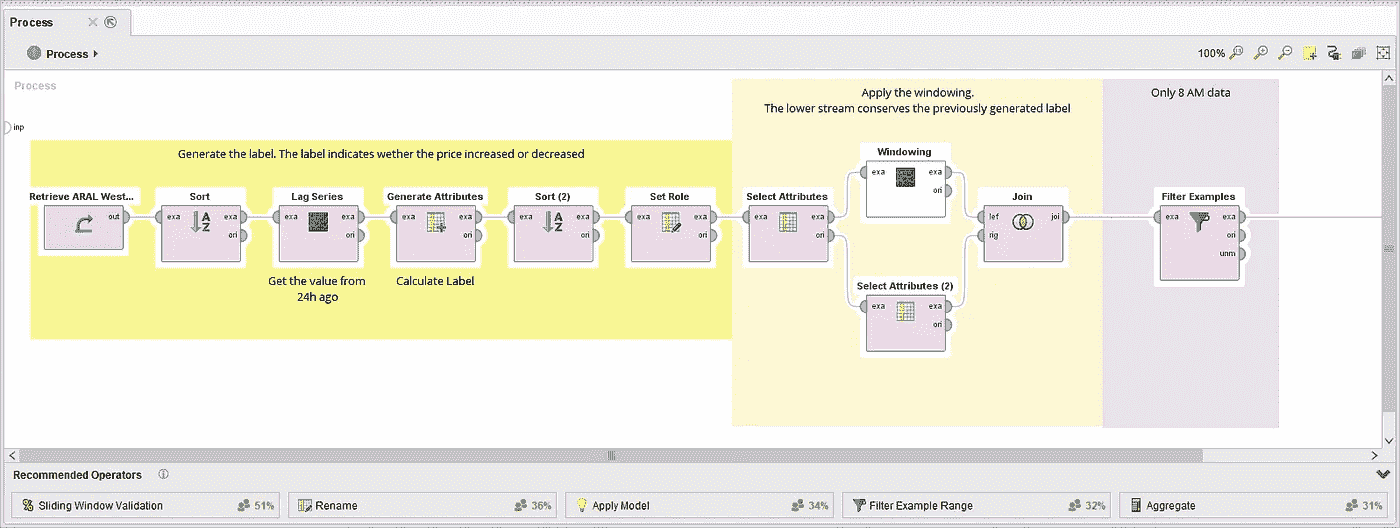 Process
Process
100%
Process
inp
Generate the label. The label indicates wether the price increased or decreased
Retrieve ARAL West...
out
Sort
exa
exa
ori
Lag Series
exa
exa
ori
Get the value from
24h ago
Generate Attributes
exa
exa
ori
Calculate Label
Sort (2)
exa
exa
ori
Set Role
exa
exa
ori
Apply the windowing.
The lower stream conserves the previously generated label
Select Attributes
exa
exa
ori
Windowing
exa
exa
ori
Select Attributes (2)
exa
exa
ori
Join
lef
joi
rig
Only 8 AM data
Filter Examples
exa
exa
ori
unm
Recommended Operators
Sliding Window Validation
51%
Rename
36%
Apply Model
34%
Filter Example Range
32%
Aggregate
31%